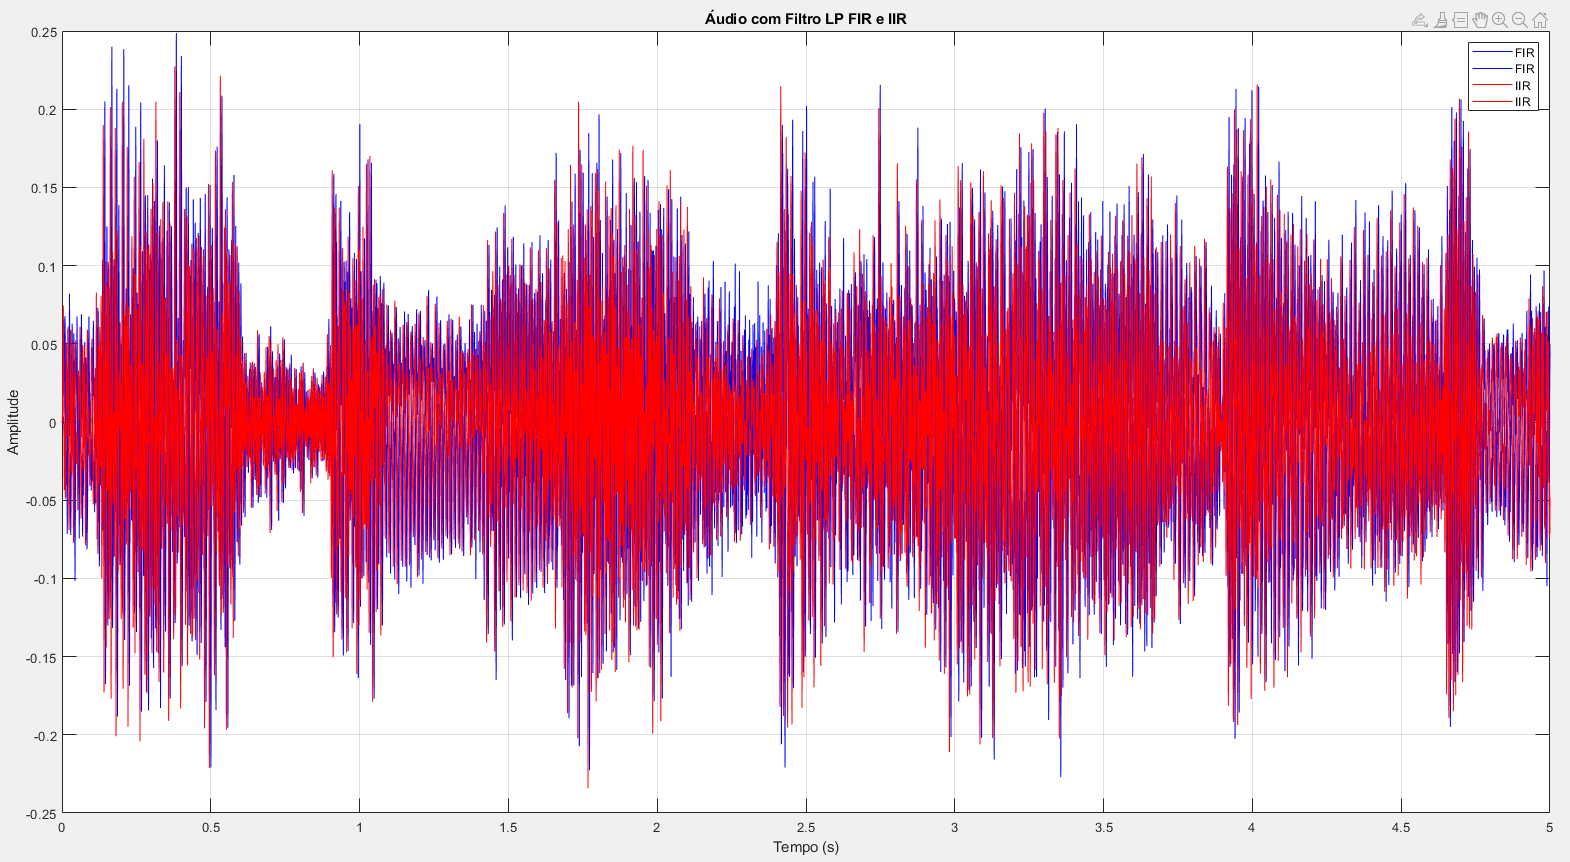 Áudio com Filtro LP FIR e IIR
FIR
FIR
IIR
IIR
0.25
0.2
0.15
0.1
0.05
0
-0.05
-0.1
-0.15
-0.2
-0.25
Amplitude
0 0.5 1 1.5 2 2.5 3 3.5 4 4.5 5
Tempo (s)